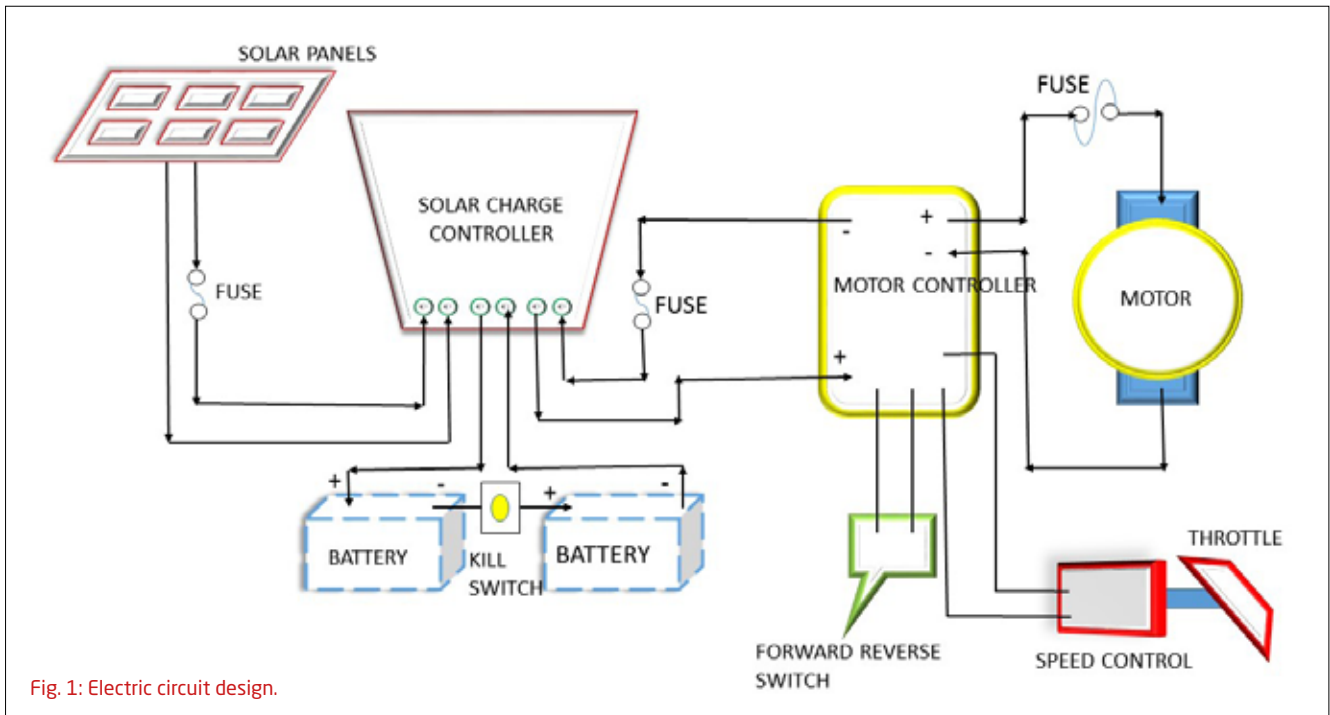 SOLAR PANELS
FUSE
SOLAR CHARGE
CONTROLLER
FUSE
FUSE
+
-
-
MOTOR CONTROLLER
+
MOTOR
+
-
+
-
BATTERY
KILL
SWITCH
BATTERY
THROTTLE
FORWARD REVERSE
SWITCH
SPEED CONTROL
Fig. 1: Electric circuit design.